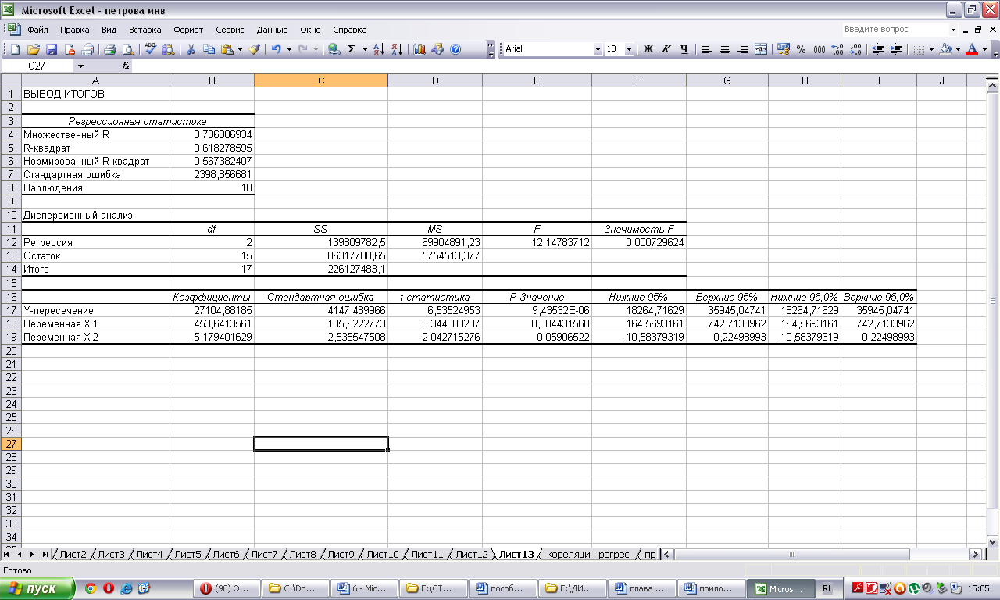 Microsoft Excel - петрова инв
Файл Правка Вид Вставка Формат Сервис Данные Окно Справка Введите вопрос
Arial 10 Ж К Ч % 000
C27 fx
A B C D E F G H I J
1 ВЫВОД ИТОГОВ
2
3 Регрессионная статистика
4 Множественный R 0,786306934
5 R-квадрат 0,618278595
6 Нормированный R-квадрат 0,567382407
7 Стандартная ошибка 2398,856681
8 Наблюдения 18
9
10 Дисперсионный анализ
11 df SS MS F Значимость F
12 Регрессия 2 139809782,5 69904891,23 12,14783712 0,000729624
13 Остаток 15 86317700,65 5754513,377
14 Итого 17 226127483,1
15
16 Коэффициенты Стандартная ошибка t-статистика P-Значение Нижние 95% Верхние 95% Нижние 95,0% Верхние 95,0%
17 Y-пересечение 27104,88185 4147,489966 6,53524953 9,43532E-06 18264,71629 35945,04741 18264,71629 35945,04741
18 Переменная X 1 453,6413561 135,6222773 3,344888207 0,004431568 164,5693161 742,7133962 164,5693161 742,7133962
19 Переменная X 2 -5,179401629 2,535547508 -2,042715276 0,05906522 -10,58379319 0,22498993 -10,58379319 0,22498993
20
21
22
23
24
25
26
27
28
29
30
31
32
33
34
Лист2 Лист3 Лист4 Лист5 Лист6 Лист7 Лист8 Лист9 Лист10 Лист11 Лист12 Лист13 кореляцин регрес пр
Готово
пуск (98) О... C:\Do... 6 - Mic... F:\СТ... пособ... F:\ДИ... глава ... прило... Micros... RL 15:05